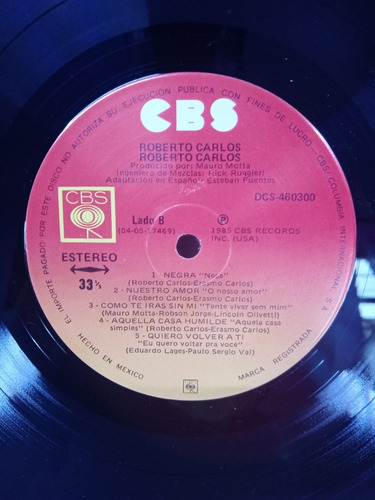 EL IMPORTE PAGADO POR ESTE DISCO NO AUTORIZA SU EJECUCION PUBLICA CON FINES DE LUCRO - CBS COLUMBIA INTERNACIONAL, S A
CBS
ROBERTO CARLOS
ROBERTO CARLOS
Producido por: Mauro Motta
Ingeniero de Mezclas: Rick Ruggieri
Adaptación en Español: Esteban Fuentes
DCS-460300
CBS
Lado B
(04-05-17469)
℗
1985 CBS RECORDS
INC. (USA)
ESTEREO
33⅓
1 - NEGRA "Nega"
(Roberto Carlos-Erasmo Carlos)
2 - NUESTRO AMOR "O nosso amor"
(Roberto Carlos-Erasmo Carlos)
3 - COMO TE IRAS SIN MI "Tente viver sem mim"
(Mauro Motta-Robson Jorge-Lincoln Olivetti)
4 - AQUELLA CASA HUMILDE "Aquela casa
simples" (Roberto Carlos-Erasmo Carlos)
5 - QUIERO VOLVER A TI
"Eu quero voltar pra você"
(Eduardo Lages-Paulo Sergio Val)
HECHO EN MEXICO
MARCA REGISTRADA